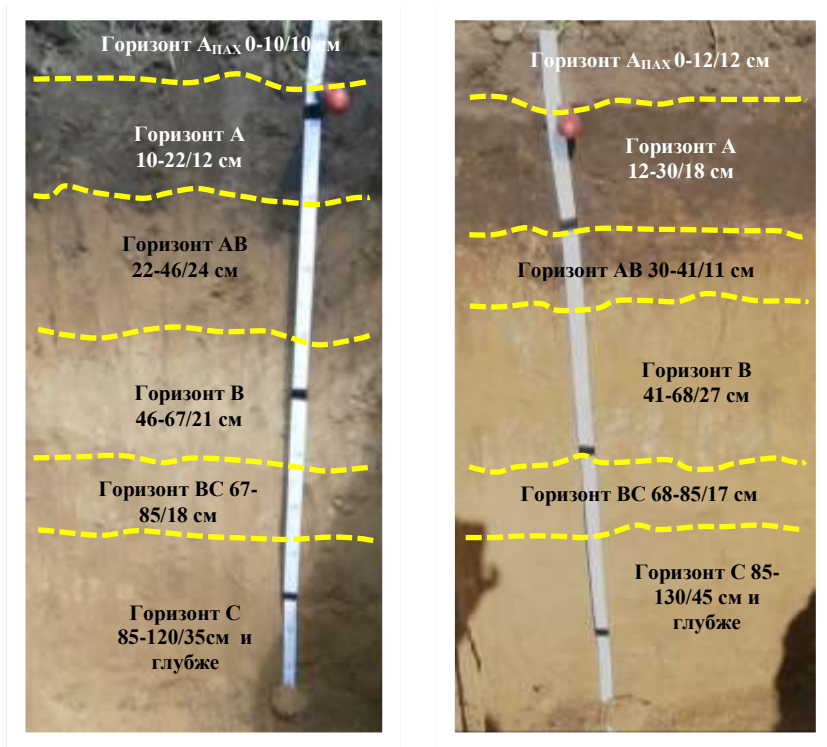 Горизонт АПАХ 0-10/10 см
Горизонт А
10-22/12 см
Горизонт АВ
22-46/24 см
Горизонт В
46-67/21 см
Горизонт ВС 67-
85/18 см
Горизонт С
85-120/35см и
глубже
Горизонт АПАХ 0-12/12 см
Горизонт А
12-30/18 см
Горизонт АВ 30-41/11 см
Горизонт В
41-68/27 см
Горизонт ВС 68-85/17 см
Горизонт С 85-
130/45 см и
глубже